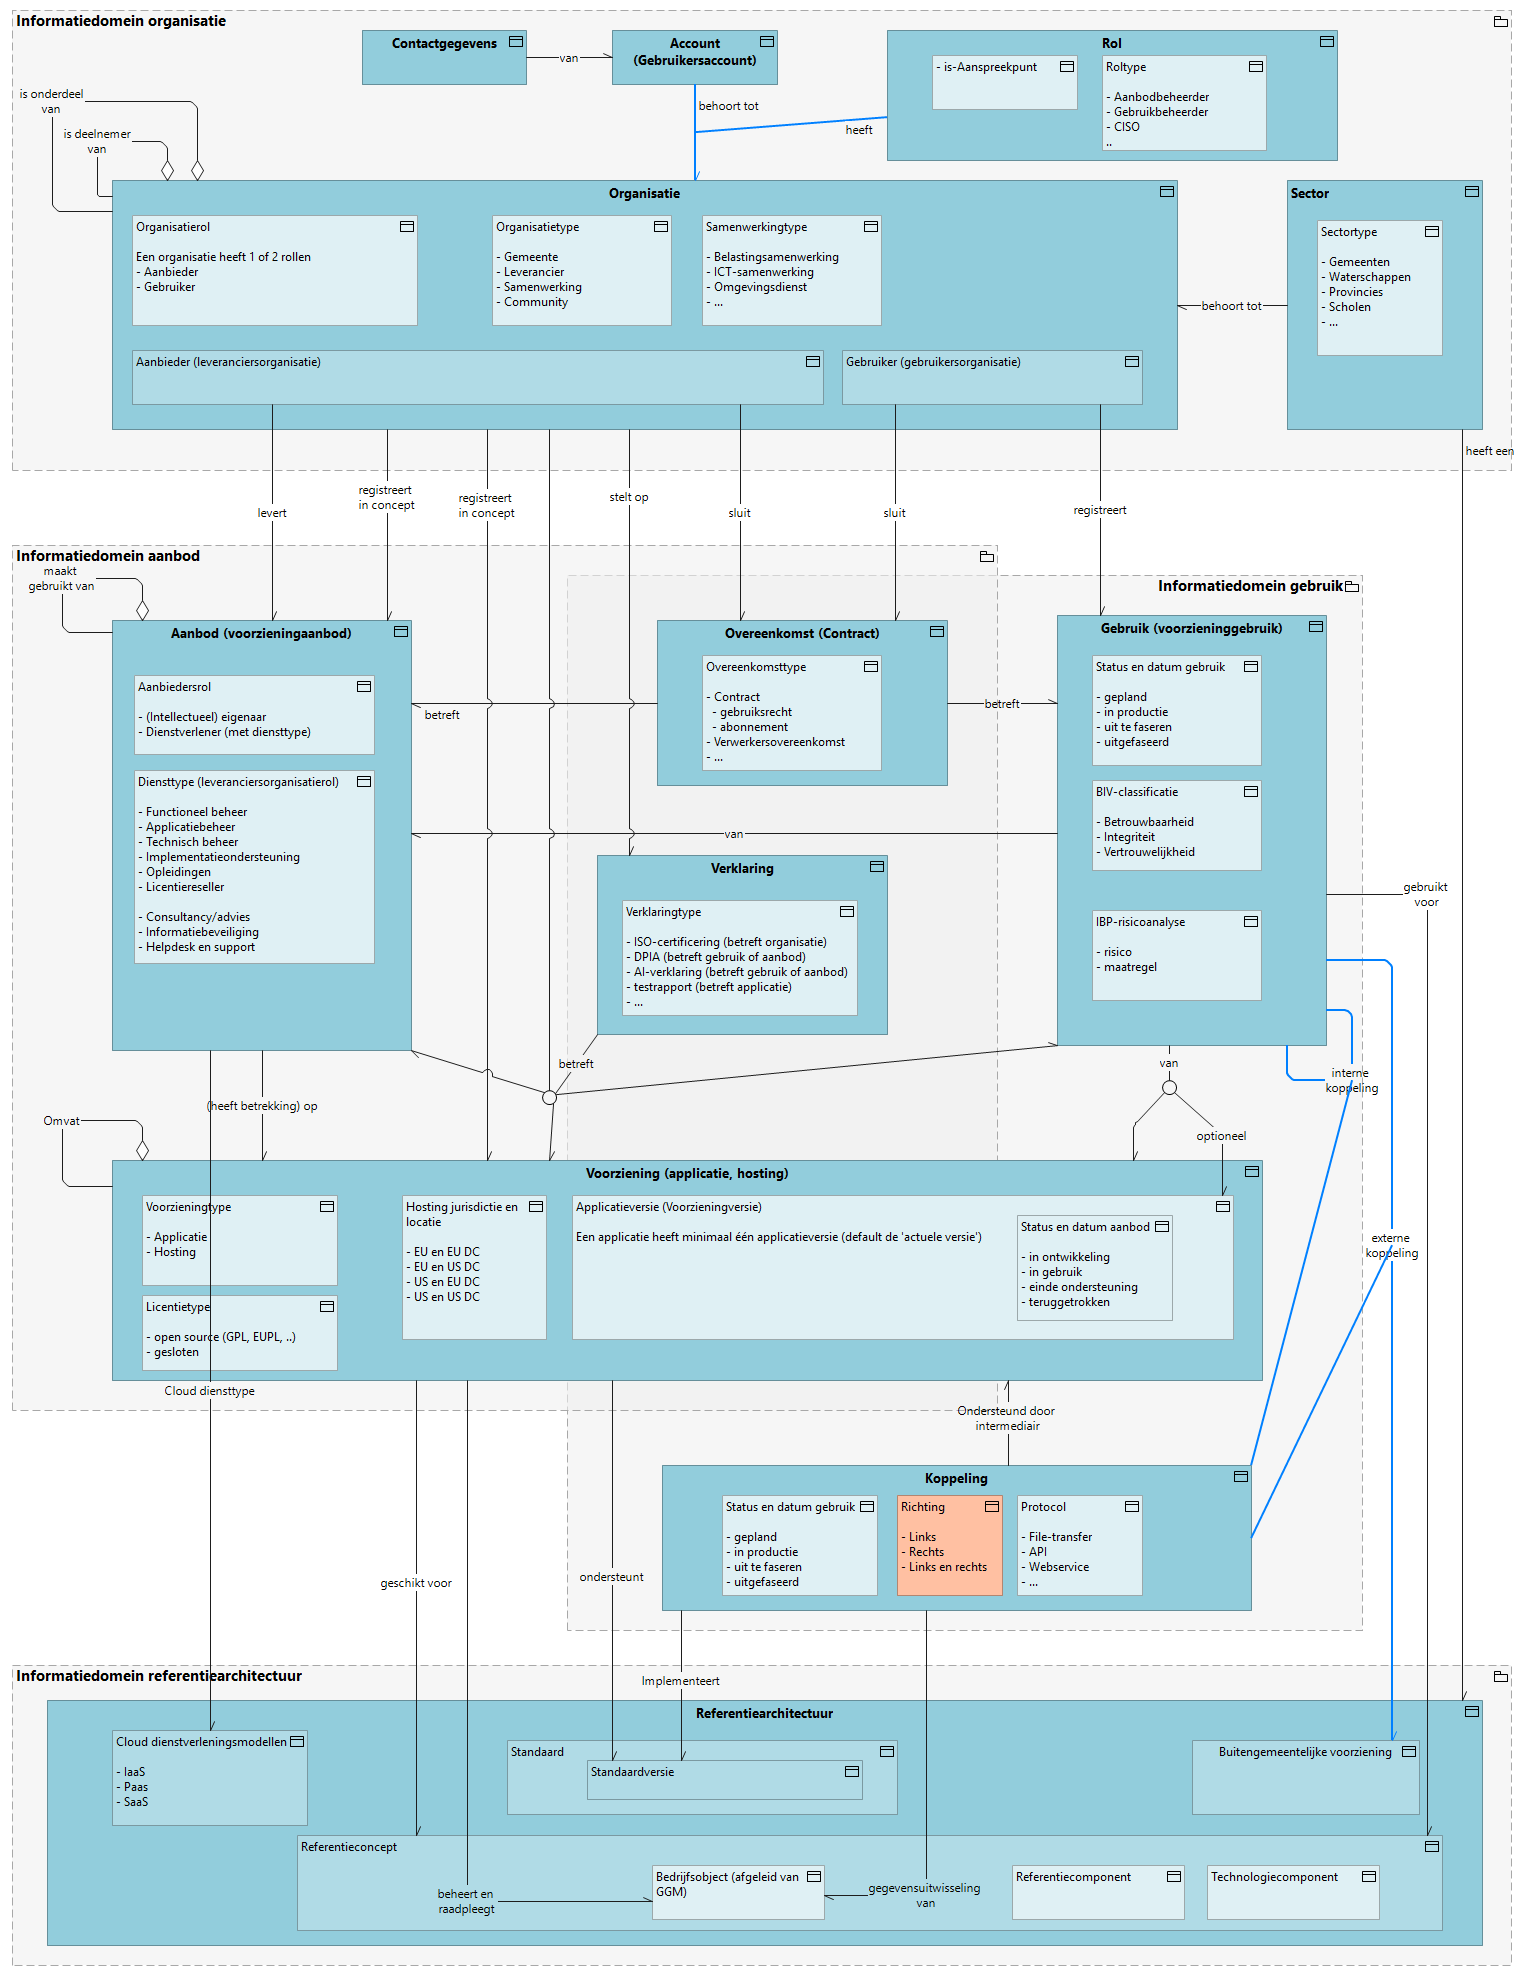 Informatiedomein organisatie
Contactgegevens
van
Account
(Gebruikersaccount)
Rol
- is-Aanspreekpunt
Roltype
- Aanbodbeheerder
- Gebruikbeheerder
- CISO
..
behoort tot
heeft
is onderdeel
van
is deelnemer
van
Organisatie
Organisatierol
Een organisatie heeft 1 of 2 rollen
- Aanbieder
- Gebruiker
Organisatietype
- Gemeente
- Leverancier
- Samenwerking
- Community
Samenwerkingtype
- Belastingsamenwerking
- ICT-samenwerking
- Omgevingsdienst
- ...
Aanbieder (leveranciersorganisatie)
Gebruiker (gebruikersorganisatie)
behoort tot
Sector
Sectortype
- Gemeenten
- Waterschappen
- Provincies
- Scholen
- ...
heeft een
levert
registreert
in concept
registreert
in concept
stelt op
sluit
sluit
registreert
Informatiedomein aanbod
maakt
gebruikt van
Aanbod (voorzieningaanbod)
Aanbiedersrol
- (Intellectueel) eigenaar
- Dienstverlener (met diensttype)
Diensttype (leveranciersorganisatierol)
- Functioneel beheer
- Applicatiebeheer
- Technisch beheer
- Implementatieondersteuning
- Opleidingen
- Licentiereseller
- Consultancy/advies
- Informatiebeveiliging
- Helpdesk en support
betreft
Overeenkomst (Contract)
Overeenkomsttype
- Contract
- gebruiksrecht
- abonnement
- Verwerkersovereenkomst
- ...
betreft
van
Verklaring
Verklaringtype
- ISO-certificering (betreft organisatie)
- DPIA (betreft gebruik of aanbod)
- AI-verklaring (betreft gebruik of aanbod)
- testrapport (betreft applicatie)
- ...
betreft
Informatiedomein gebruik
Gebruik (voorzieninggebruik)
Status en datum gebruik
- gepland
- in productie
- uit te faseren
- uitgefaseerd
BIV-classificatie
- Betrouwbaarheid
- Integriteit
- Vertrouwelijkheid
IBP-risicoanalyse
- risico
- maatregel
gebruikt
voor
van
interne
koppeling
optioneel
(heeft betrekking) op
Omvat
Voorziening (applicatie, hosting)
Voorzieningtype
- Applicatie
- Hosting
Licentietype
- open source (GPL, EUPL, ..)
- gesloten
Hosting jurisdictie en
locatie
- EU en EU DC
- EU en US DC
- US en EU DC
- US en US DC
Applicatieversie (Voorzieningversie)
Een applicatie heeft minimaal één applicatieversie (default de 'actuele versie')
Status en datum aanbod
- in ontwikkeling
- in gebruik
- einde ondersteuning
- teruggetrokken
externe
koppeling
Cloud diensttype
Ondersteund door
intermediair
Koppeling
Status en datum gebruik
- gepland
- in productie
- uit te faseren
- uitgefaseerd
Richting
- Links
- Rechts
- Links en rechts
Protocol
- File-transfer
- API
- Webservice
- ...
geschikt voor
ondersteunt
Implementeert
Informatiedomein referentiearchitectuur
Referentiearchitectuur
Cloud dienstverleningsmodellen
- IaaS
- Paas
- SaaS
Standaard
Standaardversie
Buitengemeentelijke voorziening
Referentieconcept
beheert en
raadpleegt
Bedrijfsobject (afgeleid van
GGM)
gegevensuitwisseling
van
Referentiecomponent
Technologiecomponent